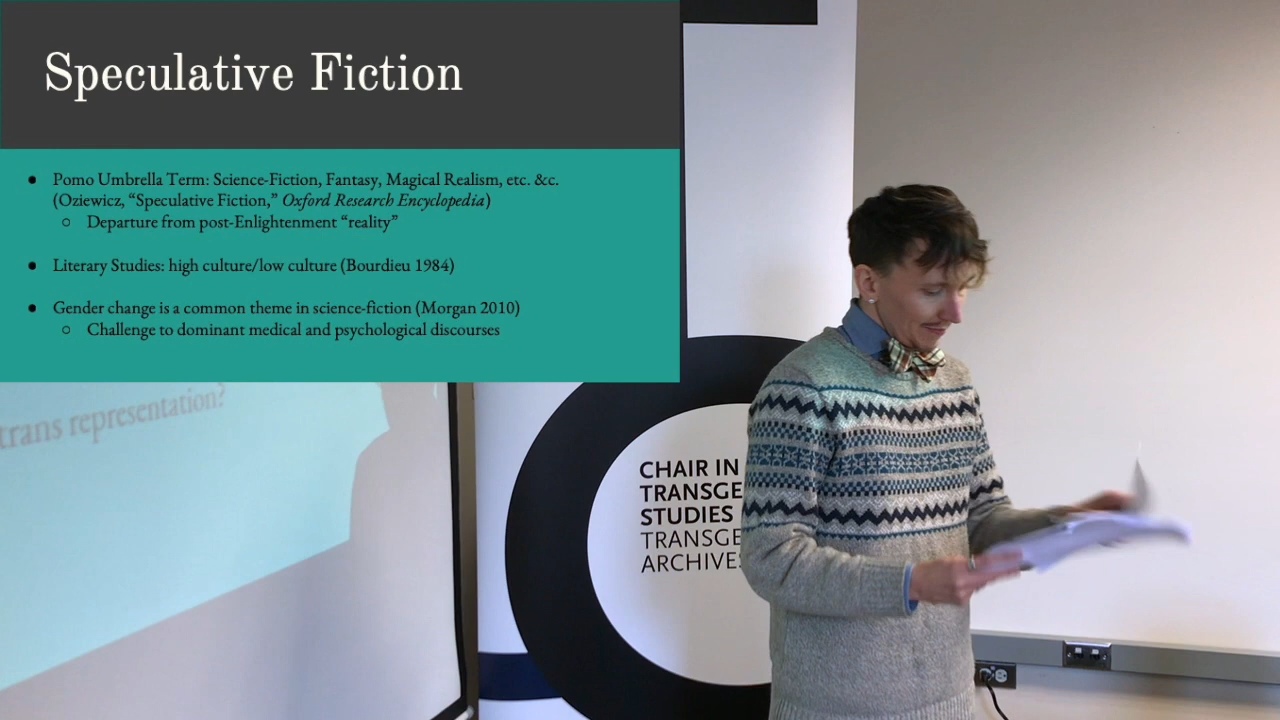 Speculative Fiction
● Pomo Umbrella Term: Science-Fiction, Fantasy, Magical Realism, etc. &c.
(Oziewicz, “Speculative Fiction,” Oxford Research Encyclopedia)
○ Departure from post-Enlightenment “reality”
● Literary Studies: high culture/low culture (Bourdieu 1984)
● Gender change is a common theme in science-fiction (Morgan 2010)
○ Challenge to dominant medical and psychological discourses
trans representation?
CHAIR IN
TRANSGE
STUDIES
TRANSGE
ARCHIVE